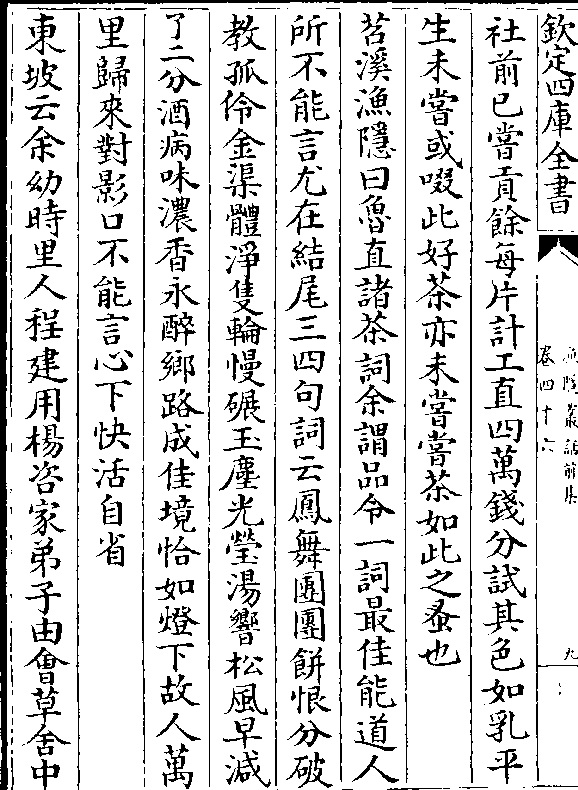 欽定四庫全書
漁隱叢話前集
卷四十六
九
社前已嘗貢餘每片計工直四萬錢分試其色如乳平
生未嘗或啜此好茶亦未嘗嘗茶如此之蚤也
苕溪漁隱曰魯直諸茶詞余謂品令一詞最佳能道人
所不能言尤在結尾三四句詞云鳳舞團團餅恨分破
教孤伶金渠體淨隻輪慢碾玉塵光瑩湯響松風早減
了二分酒病味濃香永醉鄉路成佳境恰如燈下故人萬
里歸來對影口不能言心下快活自省
東坡云余幼時里人程建用楊咨家弟子由會草舍中